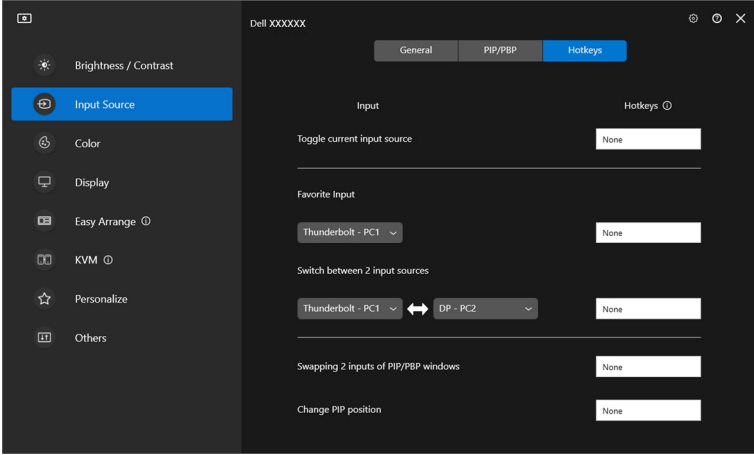 Dell XXXXXX
General PIP/PBP Hotkeys
Brightness / Contrast
Input Source
Color
Display
Easy Arrange
KVM
Personalize
Others
Input Hotkeys
Toggle current input source None
Favorite Input
Thunderbolt - PC1 None
Switch between 2 input sources
Thunderbolt - PC1 DP - PC2 None
Swapping 2 inputs of PIP/PBP windows None
Change PIP position None